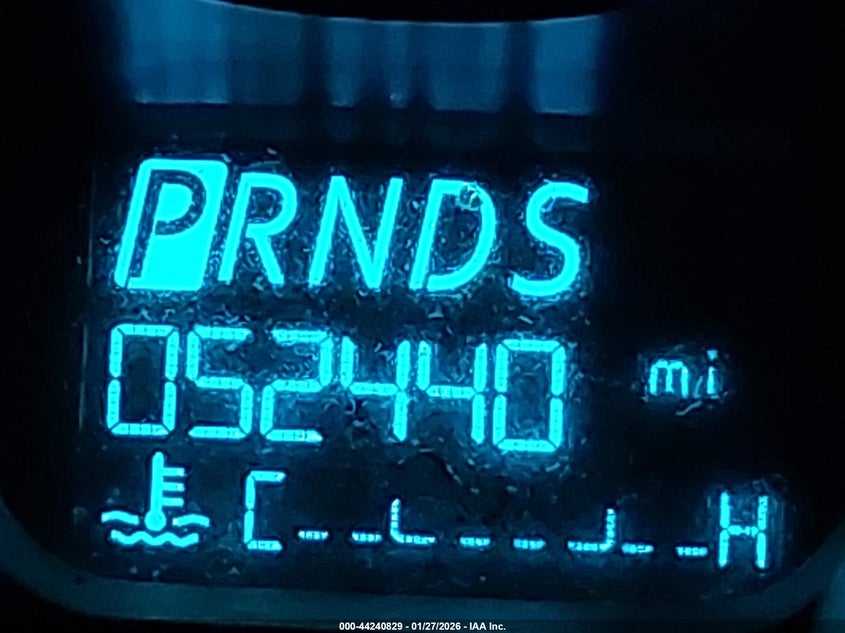 PRNDS
052440 mi
C H
000-44240829 - 01/27/2026 - IAA Inc.